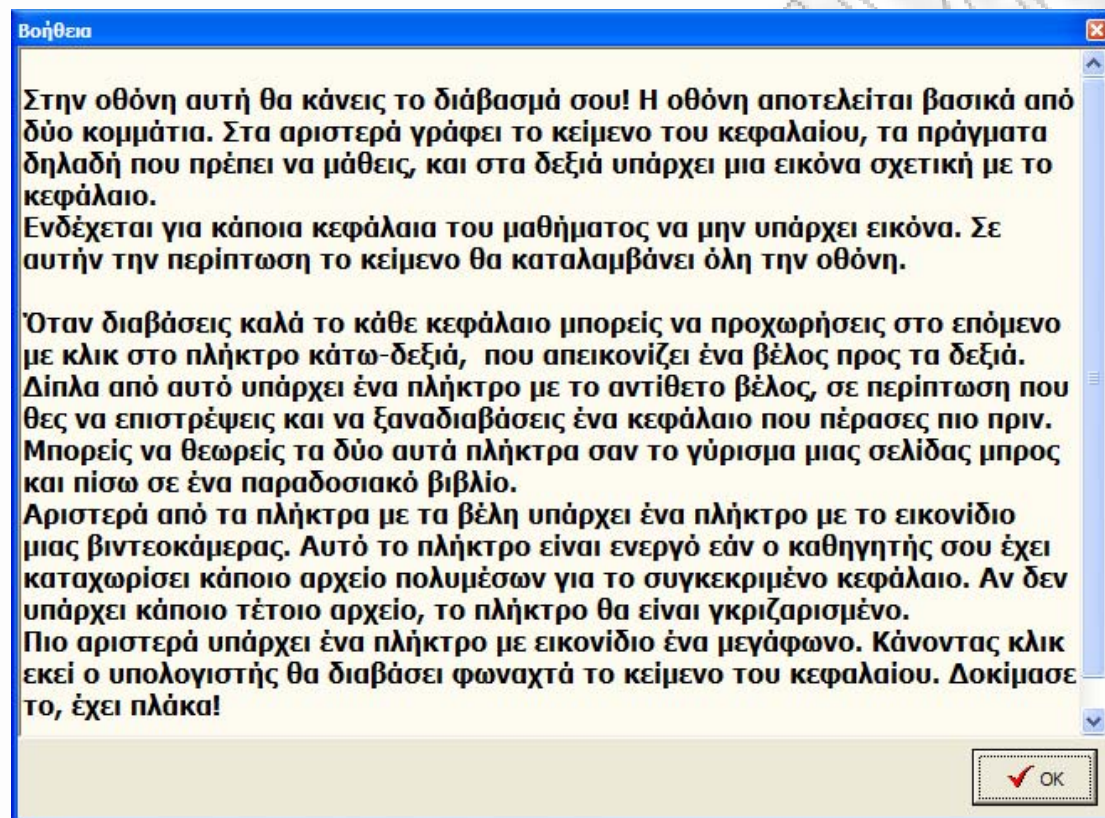 Βοήθεια
Στην οθόνη αυτή θα κάνεις το διάβασμά σου! Η οθόνη αποτελείται βασικά από
δύο κομμάτια. Στα αριστερά γράφει το κείμενο του κεφαλαίου, τα πράγματα
δηλαδή που πρέπει να μάθεις, και στα δεξιά υπάρχει μια εικόνα σχετική με το
κεφάλαιο.
Ενδέχεται για κάποια κεφάλαια του μαθήματος να μην υπάρχει εικόνα. Σε
αυτήν την περίπτωση το κείμενο θα καταλαμβάνει όλη την οθόνη.
Όταν διαβάσεις καλά το κάθε κεφάλαιο μπορείς να προχωρήσεις στο επόμενο
με κλικ στο πλήκτρο κάτω-δεξιά,  που απεικονίζει ένα βέλος προς τα δεξιά.
Δίπλα από αυτό υπάρχει ένα πλήκτρο με το αντίθετο βέλος, σε περίπτωση που
θες να επιστρέψεις και να ξαναδιαβάσεις ένα κεφάλαιο που πέρασες πιο πριν.
Μπορείς να θεωρείς τα δύο αυτά πλήκτρα σαν το γύρισμα μιας σελίδας μπρος
και πίσω σε ένα παραδοσιακό βιβλίο.
Αριστερά από τα πλήκτρα με τα βέλη υπάρχει ένα πλήκτρο με το εικονίδιο
μιας βιντεοκάμερας. Αυτό το πλήκτρο είναι ενεργό εάν ο καθηγητής σου έχει
καταχωρίσει κάποιο αρχείο πολυμέσων για το συγκεκριμένο κεφάλαιο. Αν δεν
υπάρχει κάποιο τέτοιο αρχείο, το πλήκτρο θα είναι γκριζαρισμένο.
Πιο αριστερά υπάρχει ένα πλήκτρο με εικονίδιο ένα μεγάφωνο. Κάνοντας κλικ
εκεί ο υπολογιστής θα διαβάσει φωναχτά το κείμενο του κεφαλαίου. Δοκίμασε
το, έχει πλάκα!
OK